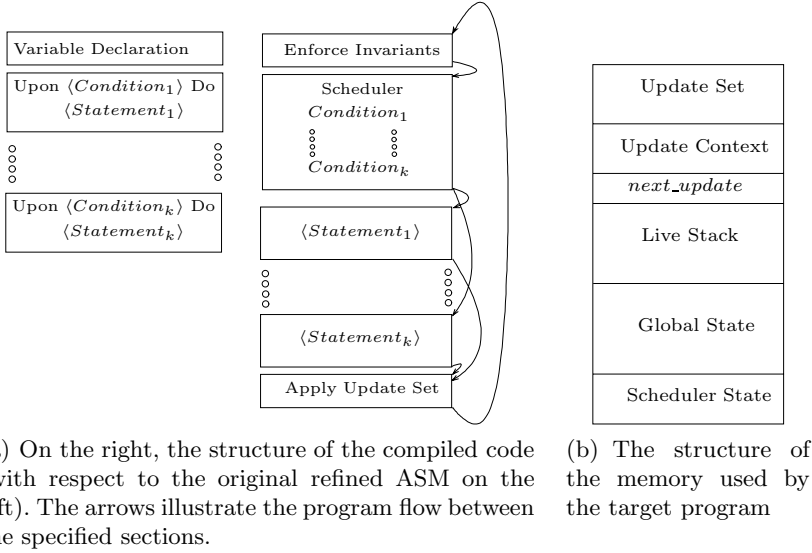 Variable Declaration
Upon ⟨Condition₁⟩ Do
⟨Statement₁⟩
Upon ⟨Conditionₖ⟩ Do
⟨Statementₖ⟩
Enforce Invariants
Scheduler
Condition₁
Conditionₖ
⟨Statement₁⟩
⟨Statementₖ⟩
Apply Update Set
Update Set
Update Context
next_update
Live Stack
Global State
Scheduler State
) On the right, the structure of the compiled code
with respect to the original refined ASM on the
ft). The arrows illustrate the program flow between
e specified sections.
(b) The structure of
the memory used by
the target program